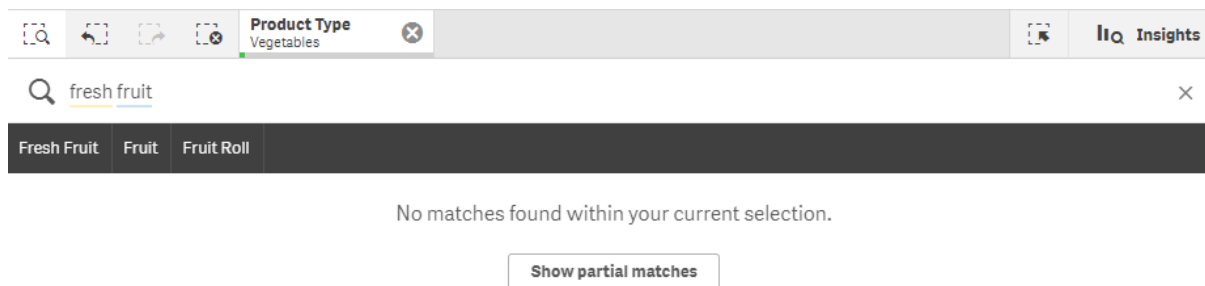 Product Type
Vegetables
Insights
fresh fruit
Fresh Fruit Fruit Fruit Roll
No matches found within your current selection.
Show partial matches